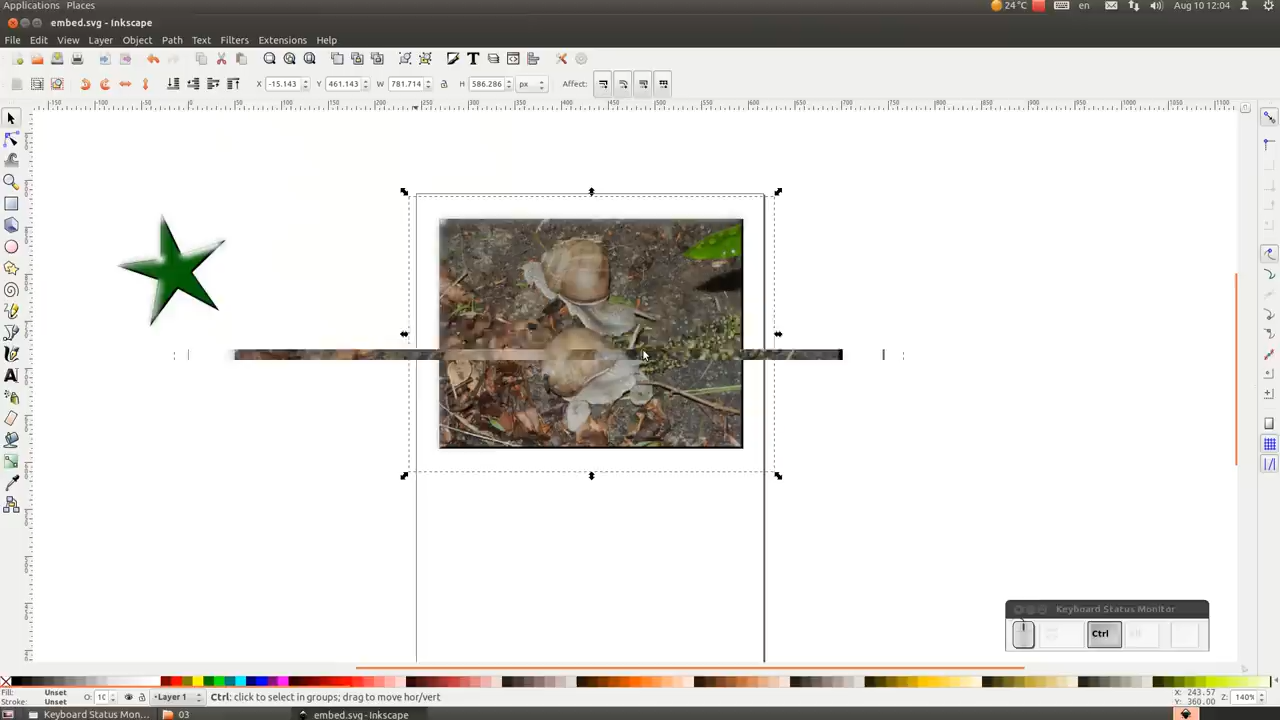 Applications Places
24°C
en
Aug 10 12:04
embed.svg - Inkscape
File Edit View Layer Object Path Text Filters Extensions Help
X -15.143 Y 461.143 W 781.714 H 586.286 px Affect:
Keyboard Status Monitor
Ctrl
Fill: Unset
Stroke: Unset
O:
Layer 1
Ctrl: click to select in groups; drag to move hor/vert
X: 243.57
Y: 360.00
Z: 140%
Keyboard Status Mon...
03
embed.svg - Inkscape